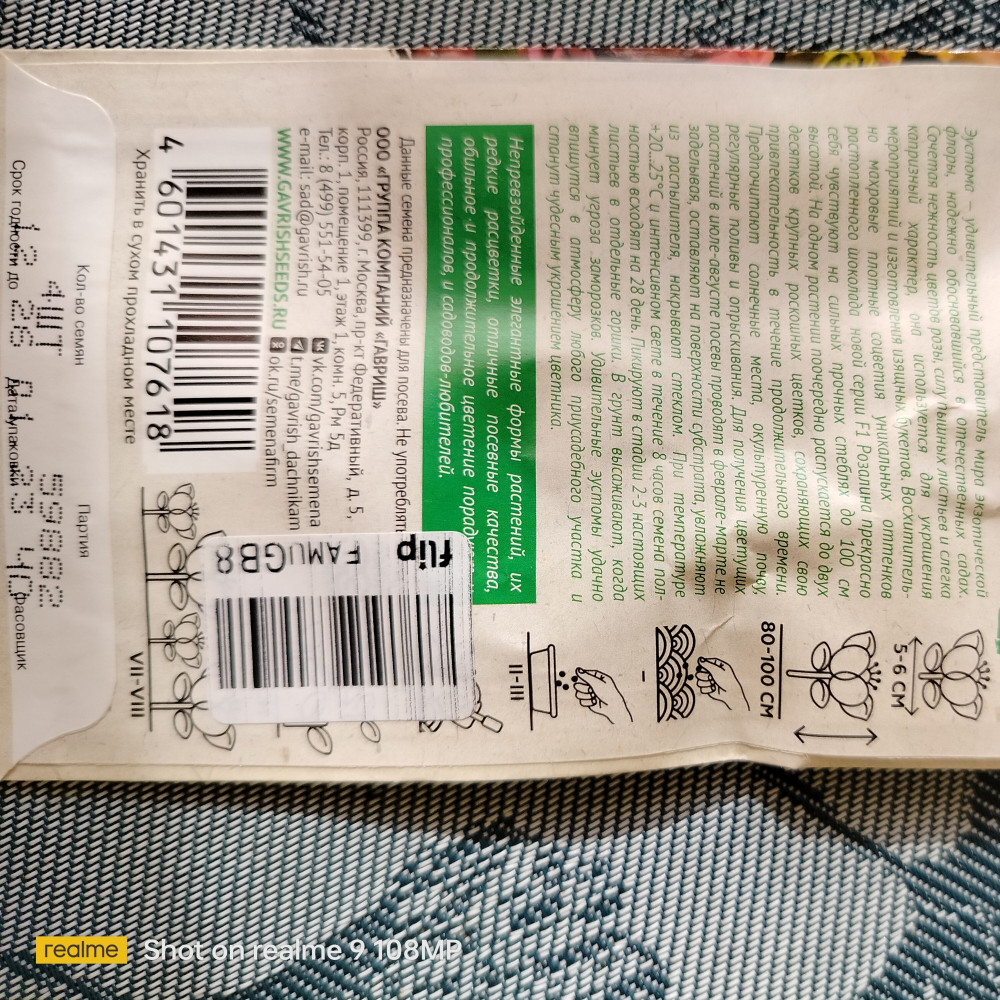 Эустома – удивительный представитель мира экзотической
флоры, надежно обосновавшийся в отечественных садах.
Сочетая нежность цветов розы, силу пышных листьев и слегка
капризный характер, она используется для украшения
мероприятий и изготовления изящных букетов. Восхититель-
но махровые плотные соцветия уникальных оттенков
растопленного шоколада новой серии F1 Розалина прекрасно
себя чувствуют на сильных прочных стеблях до 100 см
высотой. На одном растении поочередно распускается до двух
десятков крупных роскошных цветков, сохраняющих свою
привлекательность в течение продолжительного времени.
Предпочитают солнечные места, окультуренную почву,
регулярные поливы и опрыскивания. Для получения цветущих
растений в июле-августе посевы проводят в феврале-марте не
заделывая, оставляют на поверхности субстрата, увлажняют
из распылителя, накрывают стеклом. При температуре
+20...25°С и интенсивном свете в течение 8 часов семена пол-
ностью всходят на 28 день. Пикируют в стадии 2-3 настоящих
листьев в отдельные горшки. В грунт высаживают, когда
минует угроза заморозков. Удивительные эустомы удачно
впишутся в атмосферу любого приусадебного участка и
станут чудесным украшением цветника.
Непревзойденные элегантные формы растений, их
редкие расцветки, отличные посевные качества,
обильное и продолжительное цветение
профессионалов, и садоводов-любителей.
Данные семена предназначены для посева. Не
ООО «ГРУППА КОМПАНИЙ «ГАВРИШ»
Россия, 111399, г. Москва, пр-кт Федеративный, д. 5,
корп. 1, помещение 1, этаж 1, комн. 5, Рм 5д
Тел.: 8 (499) 551-54-05
vk.com/gavrishsemena
e-mail: sad@gavrish.ru
t.me/gavrish_dachnikam
WWW.GAVRISHSEEDS.RU
ok.ru/semenafirm
4 601431 107618
Хранить в сухом прохладном месте
5-6 СМ
80-100 СМ
-
II-III
VII-VIII
flip
FAMUGB8
Кол-во семян
4ШТ
Партия
59882
Срок годности до
12 26
Дата упаковки
01 33 40
Фасовщик
realme Shot on realme 9 108MP